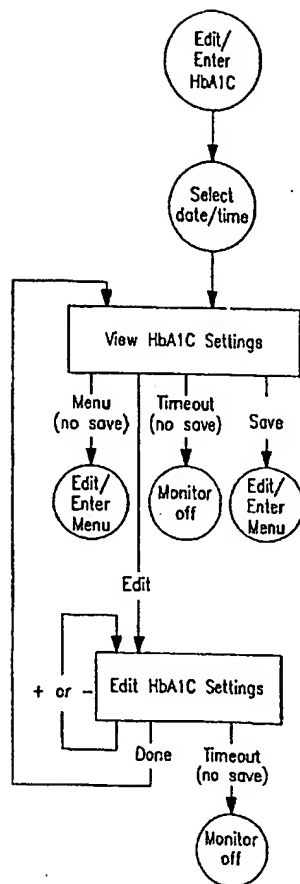 Edit/
Enter
HbA1C
Select
date/time
View HbA1C Settings
Menu
(no save)
Timeout
(no save)
Save
Edit/
Enter
Menu
Monitor
off
Edit/
Enter
Menu
Edit
+ or -
Edit HbA1C Settings
Done
Timeout
(no save)
Monitor
off